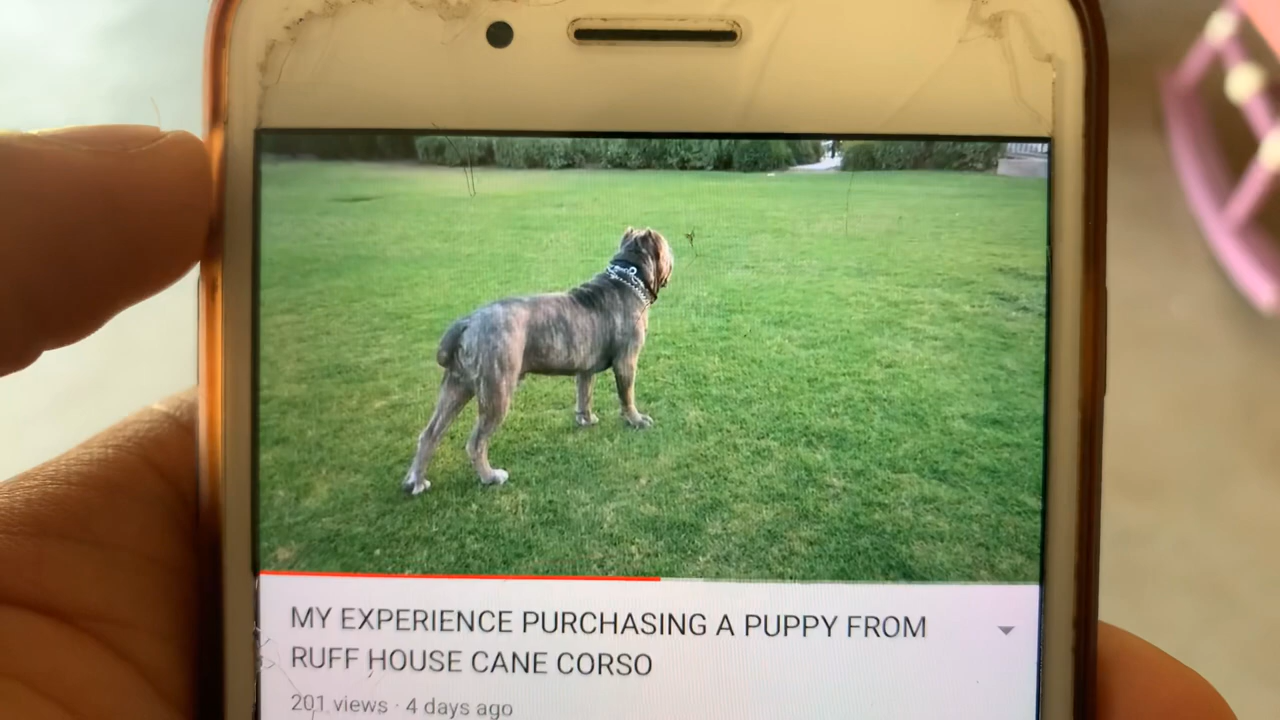 MY EXPERIENCE PURCHASING A PUPPY FROM
RUFF HOUSE CANE CORSO
201 views · 4 days ago